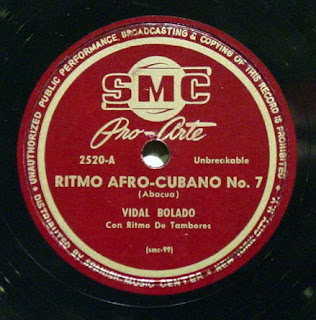 • UNAUTHORIZED PUBLIC PERFORMANCE, BROADCASTING & COPYING OF THIS RECORD IS PROHIBITED •
SMC
Pro-Arte
2520-A
Unbreakable
RITMO AFRO-CUBANO No. 7
(Abacua)
VIDAL BOLADO
Con Ritmo De Tambores
(smc-99)
DISTRIBUTED BY SPANISH MUSIC CENTER • NEW YORK CITY, N.Y.